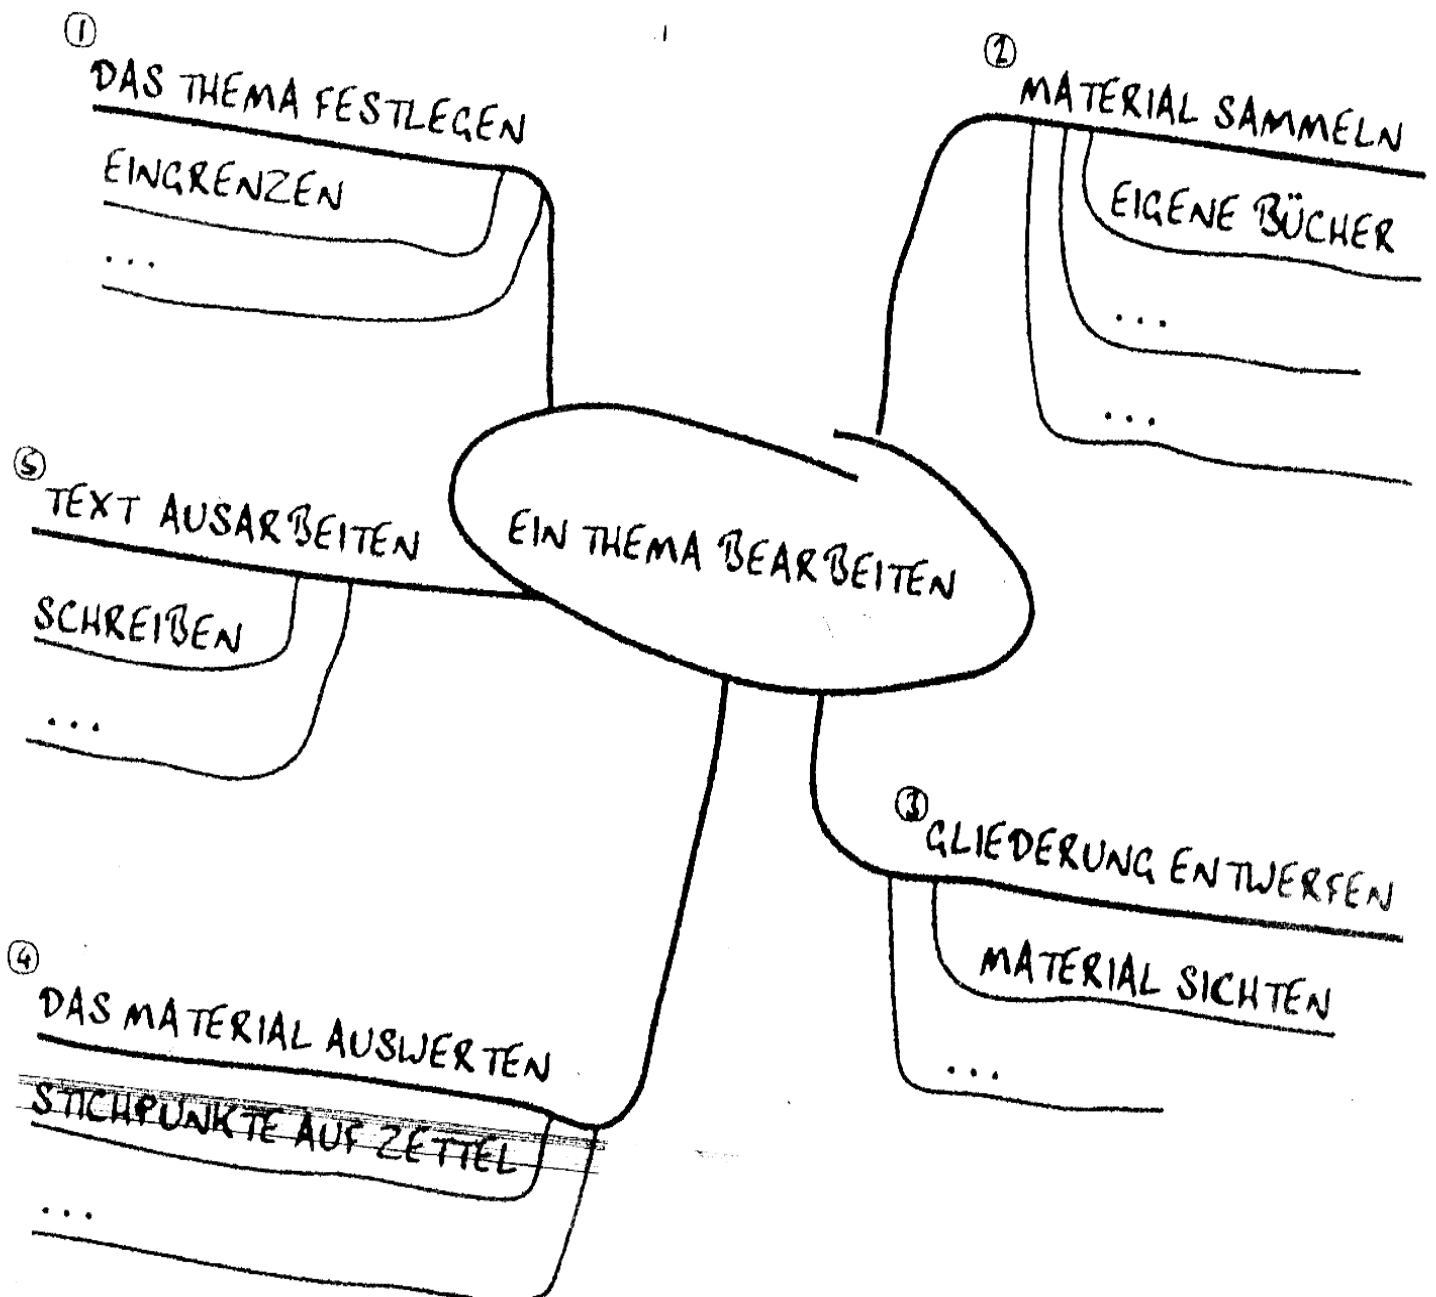 ①
DAS THEMA FESTLEGEN
EINGRENZEN
...
②
MATERIAL SAMMELN
EIGENE BÜCHER
...
...
EIN THEMA BEARBEITEN
③
GLIEDERUNG ENTWERFEN
MATERIAL SICHTEN
...
④
DAS MATERIAL AUSWERTEN
STICHPUNKTE AUF ZETTEL
...
⑤
TEXT AUSARBEITEN
SCHREIBEN
...